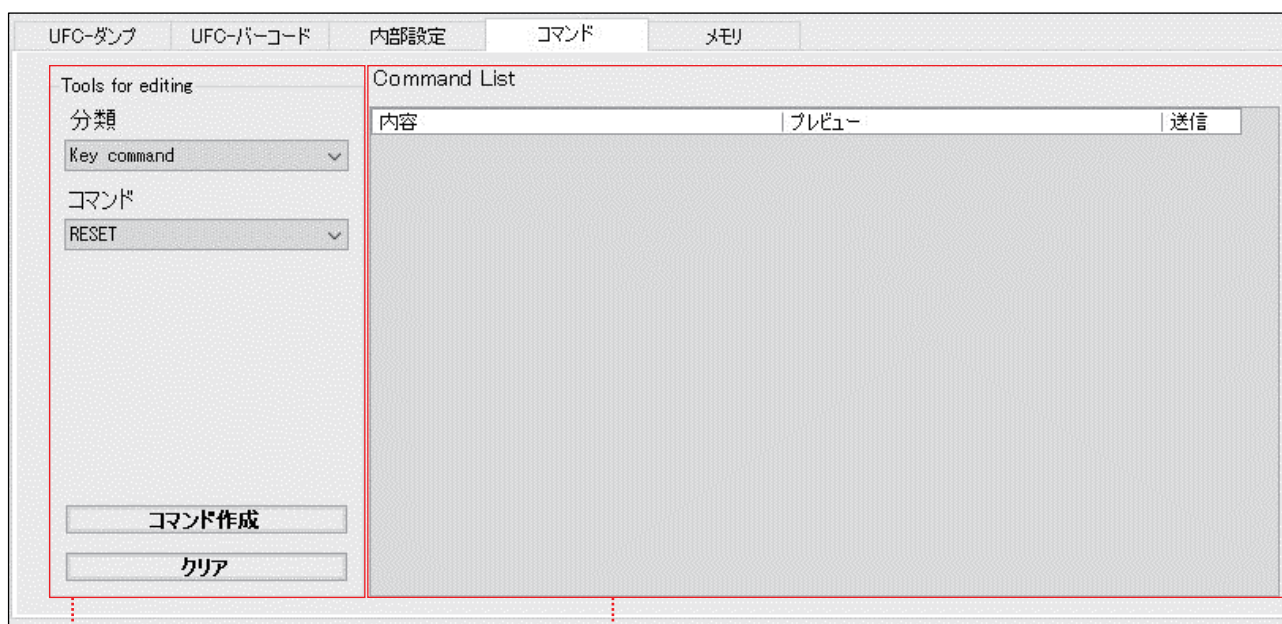 UFC-ダンプ UFC-バーコード 内部設定 コマンド メモリ
Tools for editing
分類
Key command
コマンド
RESET
コマンド作成
クリア
Command List
内容 プレビュー 送信